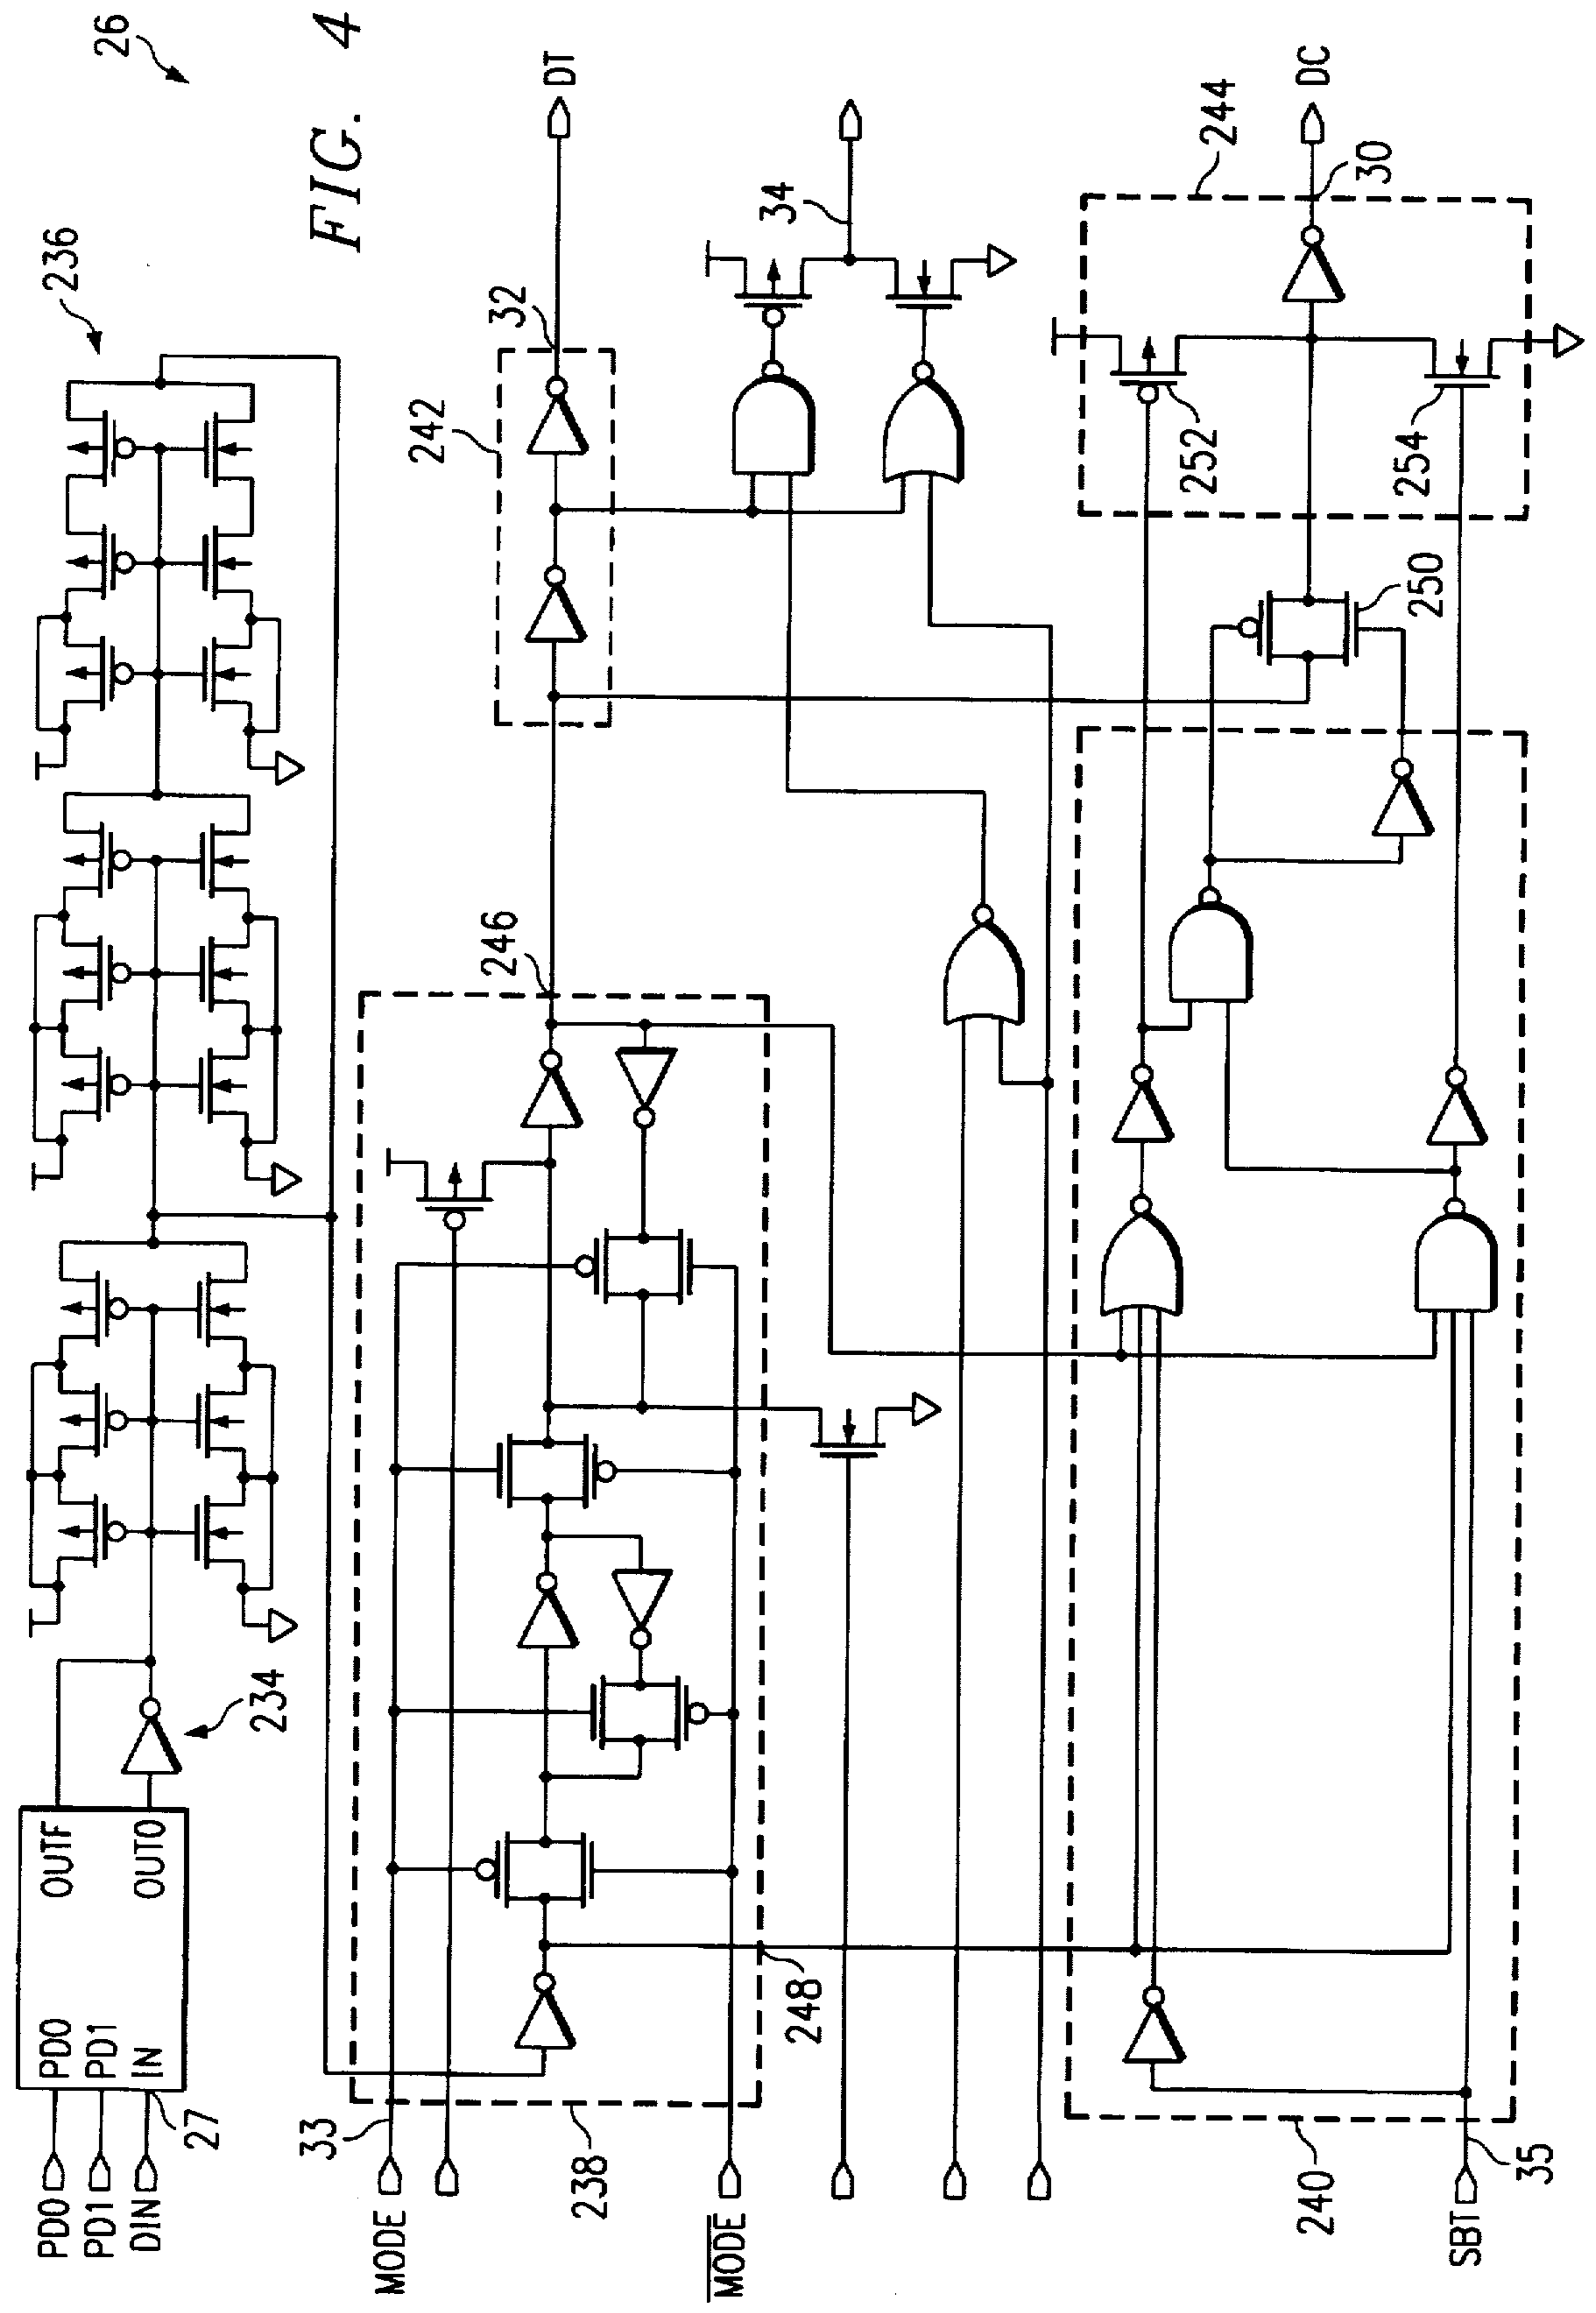 FIG. 4
26
236
PD0
PD1
DIN
PD0
PD1
IN
OUTF
OUTO
27
234
33
MODE
238
MODE
246
248
242
32
DT
34
240
SBT
35
250
252
254
244
30
DC